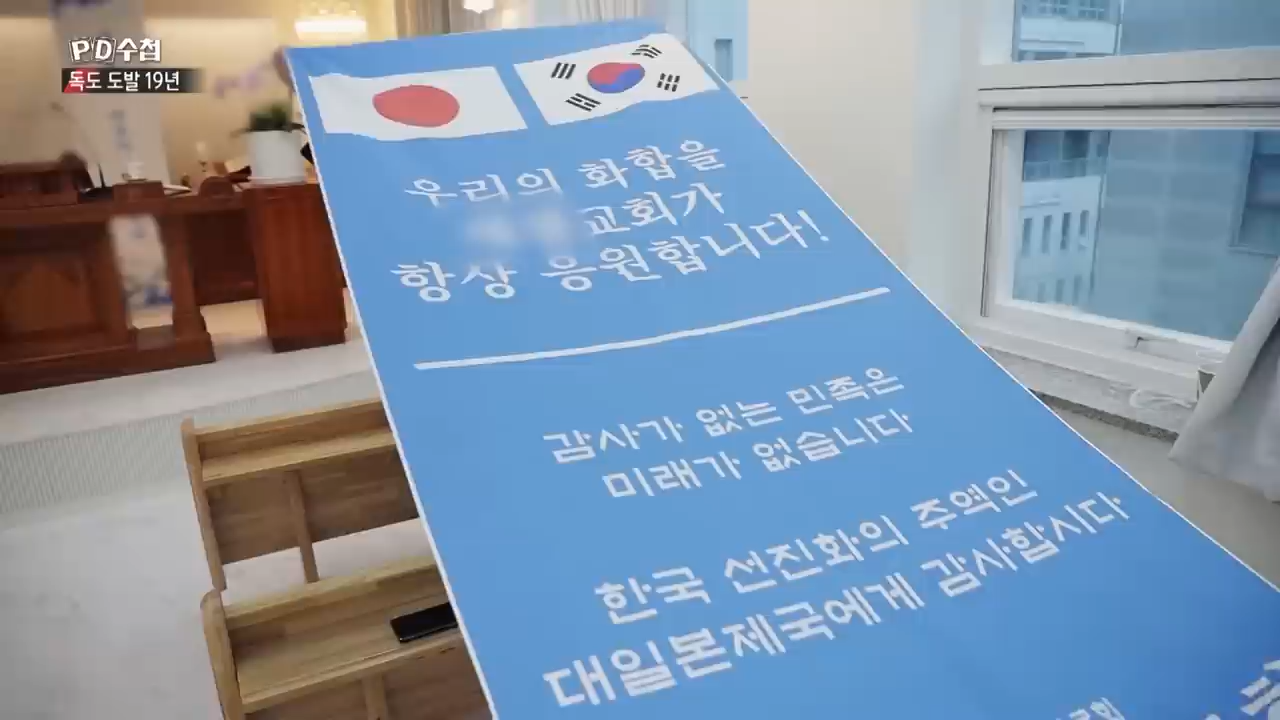 PD수첩
독도 도발 19년
우리의 화합을
교회가
항상 응원합니다!
감사가 없는 민족은
미래가 없습니다
한국 선진화의 주역인
대일본제국에게 감사합시다